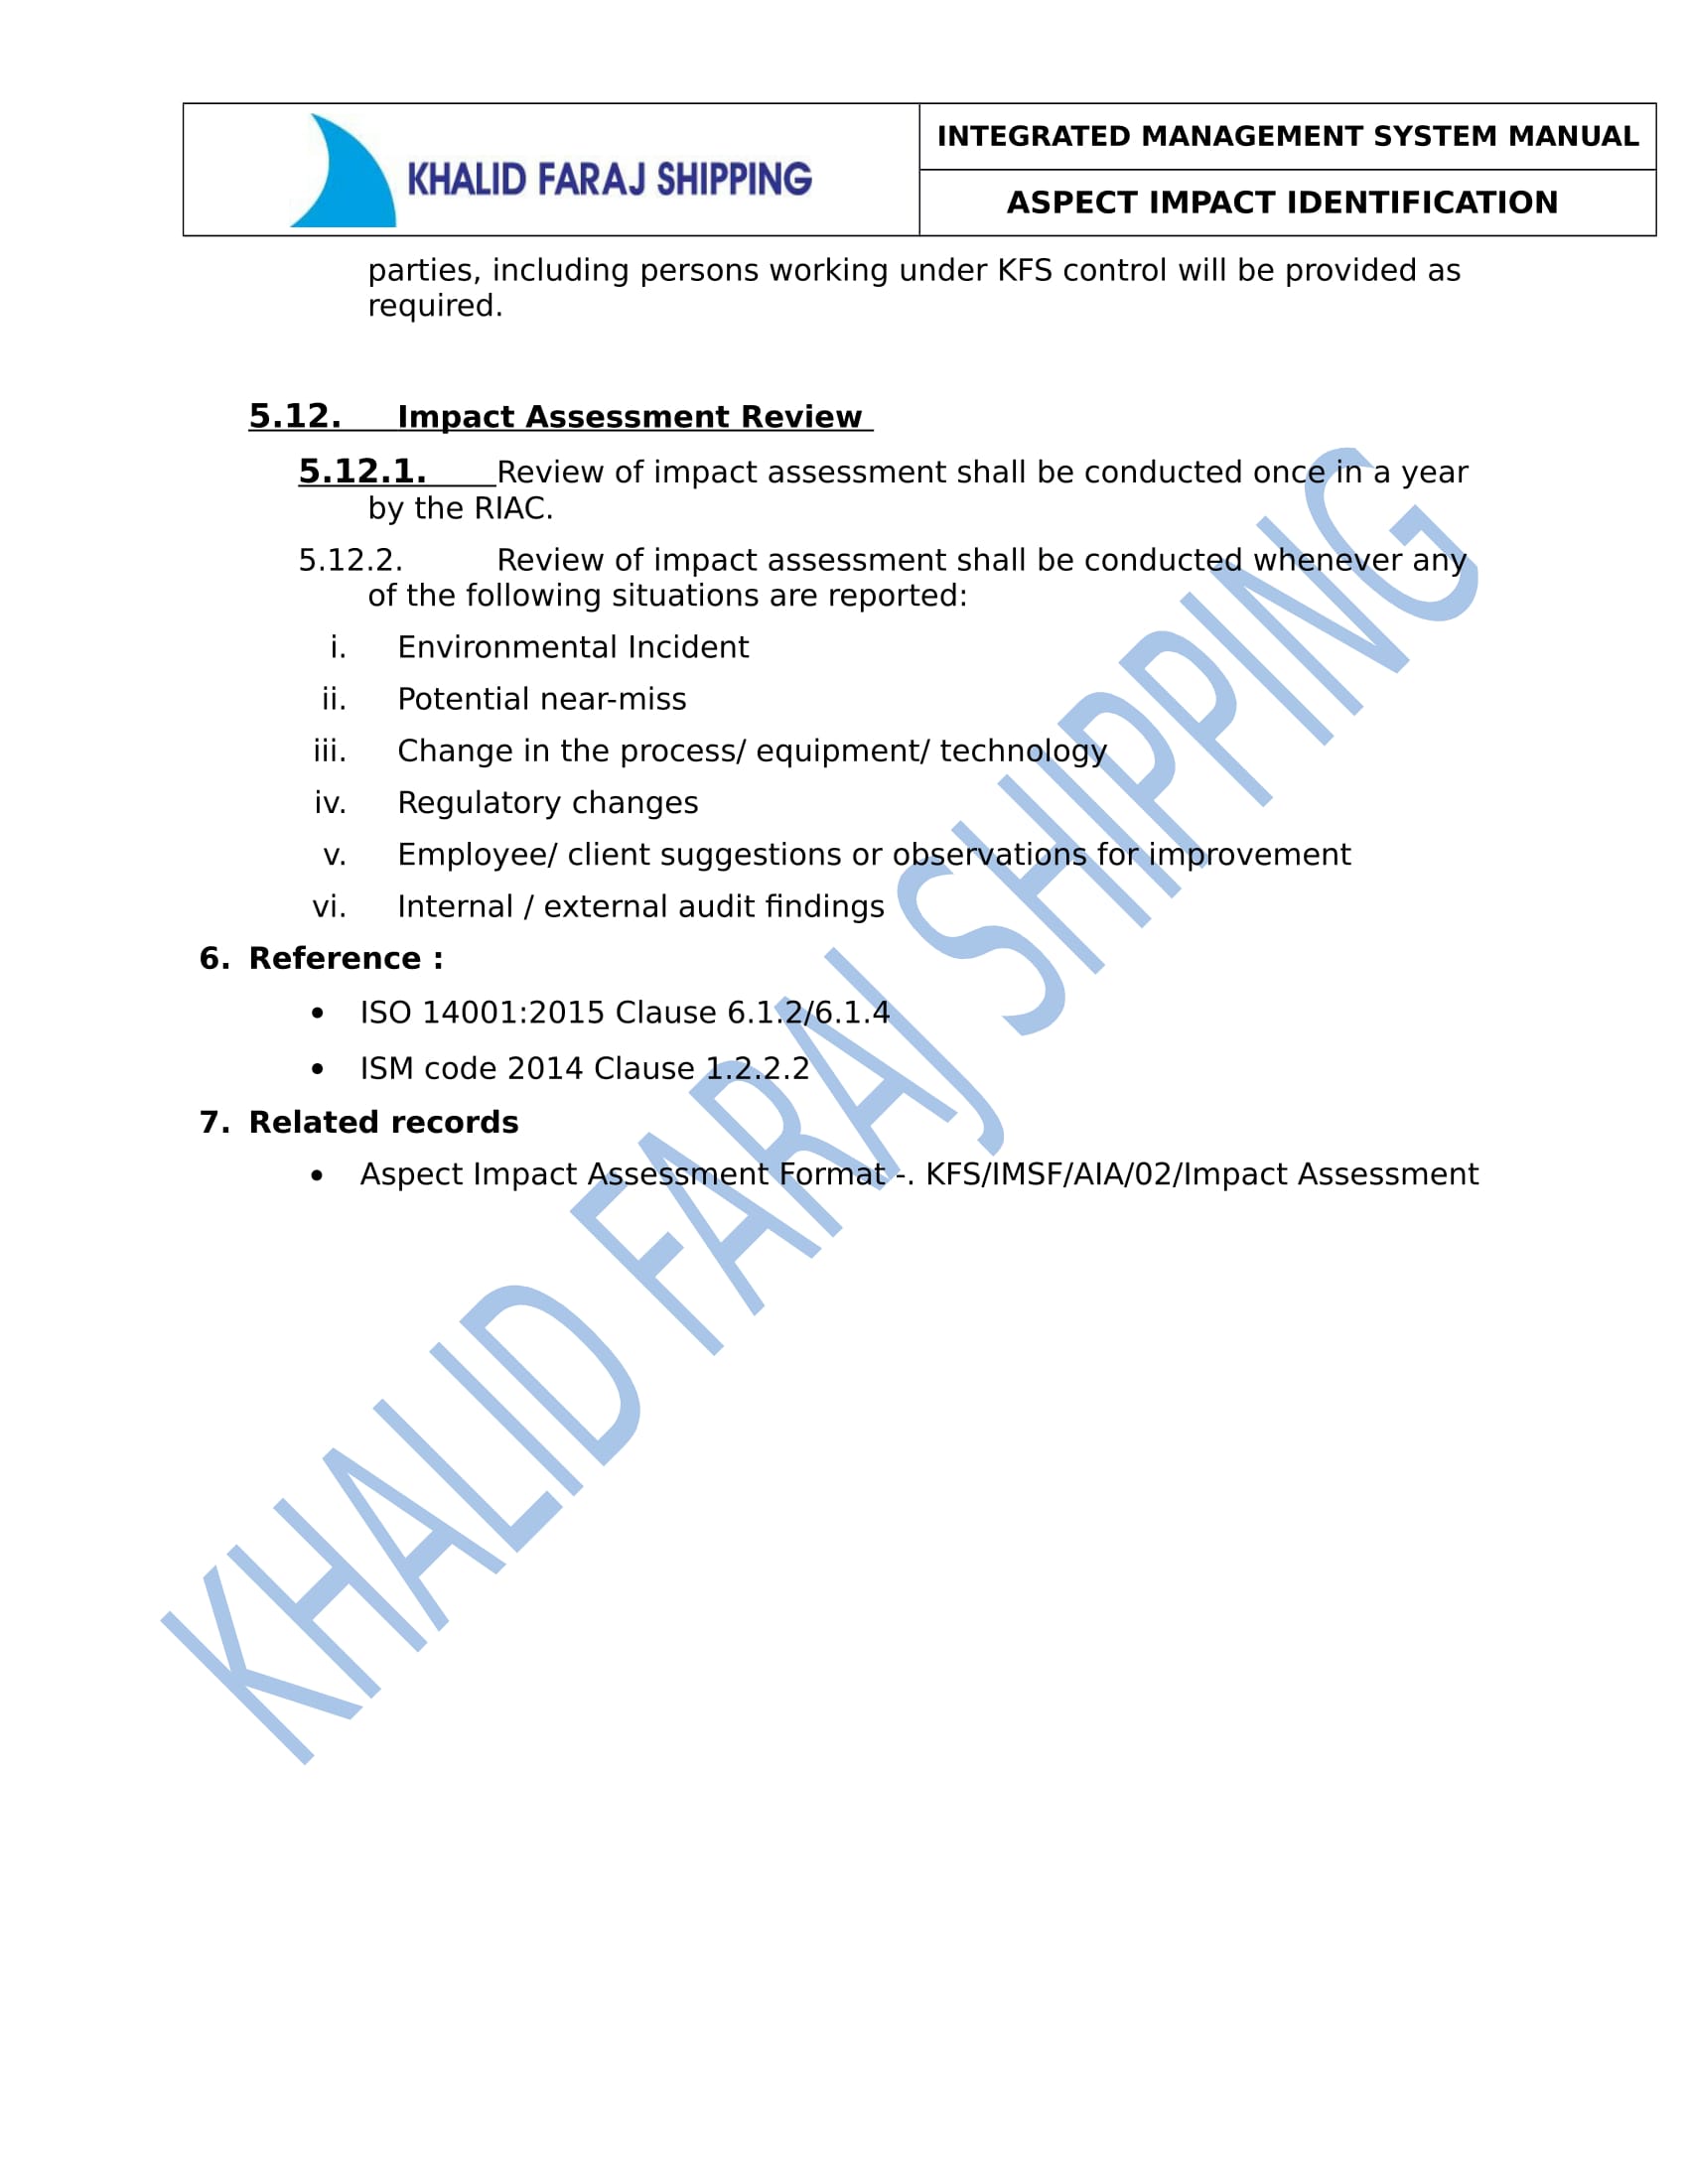 KHALID FARAJ SHIPPING
INTEGRATED MANAGEMENT SYSTEM MANUAL
ASPECT IMPACT IDENTIFICATION
parties, including persons working under KFS control will be provided as
required.
5.12. Impact Assessment Review
5.12.1. Review of impact assessment shall be conducted once in a year
by the RIAC.
5.12.2. Review of impact assessment shall be conducted whenever any
of the following situations are reported:
i. Environmental Incident
ii. Potential near-miss
iii. Change in the process/ equipment/ technology
iv. Regulatory changes
v. Employee/ client suggestions or observations for improvement
vi. Internal / external audit findings
6. Reference :
• ISO 14001:2015 Clause 6.1.2/6.1.4
• ISM code 2014 Clause 1.2.2.2
7. Related records
• Aspect Impact Assessment Format -. KFS/IMSF/AIA/02/Impact Assessment
KHALID FARAJ SHIPPING